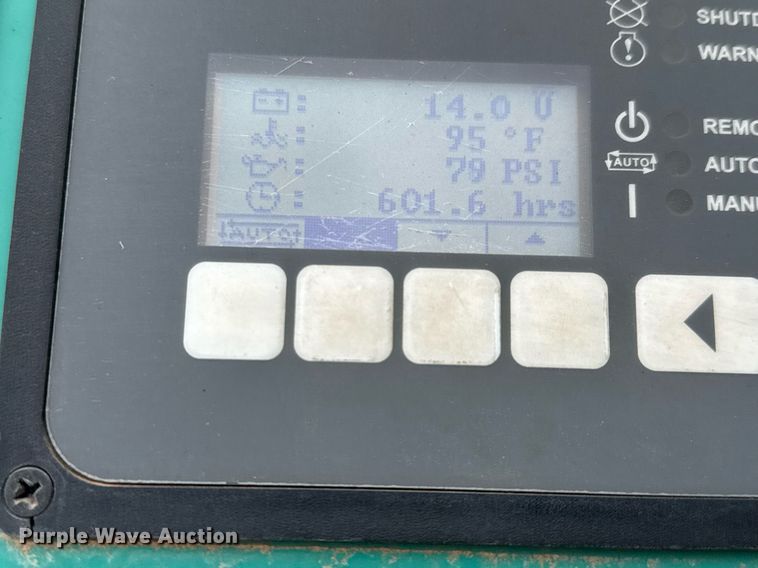 14.0 V
95 °F
79 PSI
601.6 hrs
AUTO
SHUTD
WARN
REMO
AUTO AUTO
MANU
Purple Wave Auction